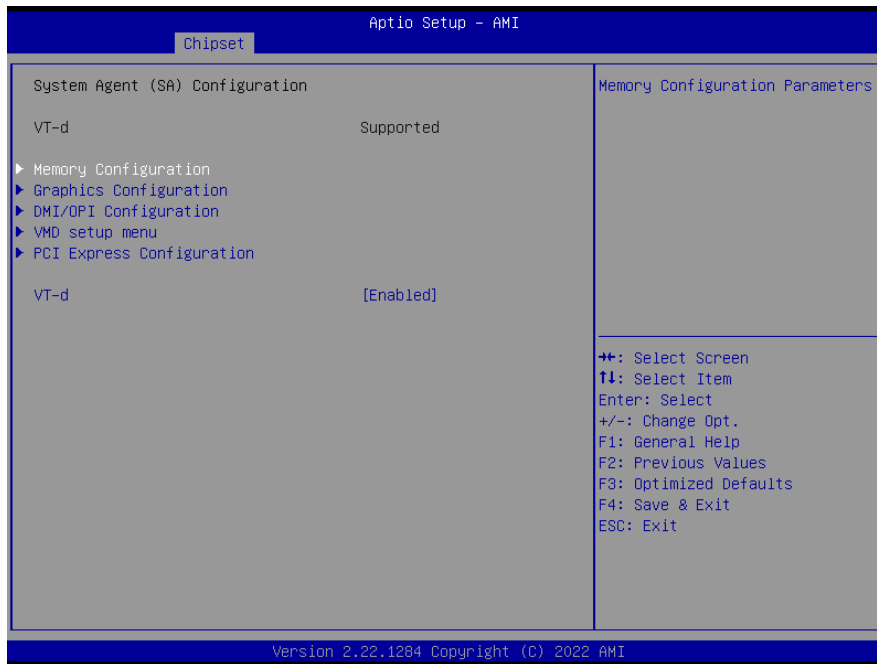 Aptio Setup – AMI
Chipset
System Agent (SA) Configuration
Memory Configuration Parameters
VT-d Supported
▶ Memory Configuration
▶ Graphics Configuration
▶ DMI/OPI Configuration
▶ VMD setup menu
▶ PCI Express Configuration
VT-d [Enabled]
→←: Select Screen
↑↓: Select Item
Enter: Select
+/-: Change Opt.
F1: General Help
F2: Previous Values
F3: Optimized Defaults
F4: Save & Exit
ESC: Exit
Version 2.22.1284 Copyright (C) 2022 AMI